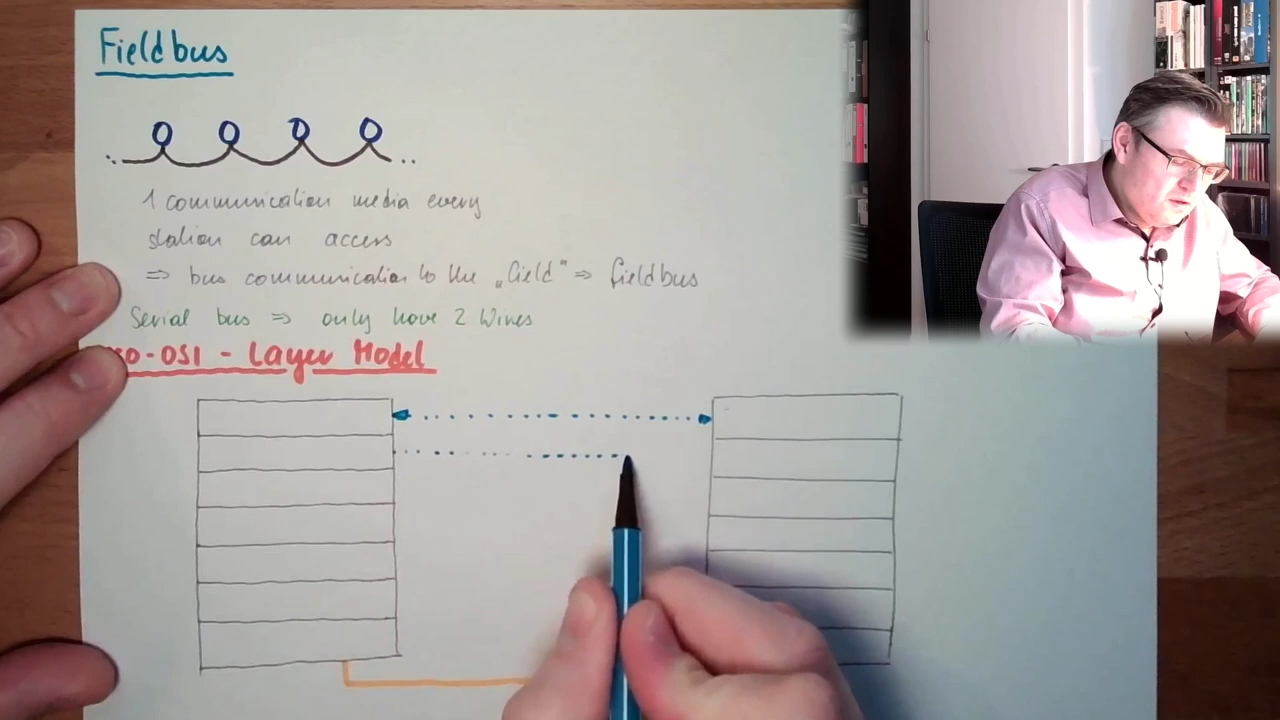 Fieldbus
1 communication media every
station can access
⇒ bus communication to the „field" ⇒ fieldbus
Serial bus ⇒ only have 2 Wires
SO-OSI - Layer Model